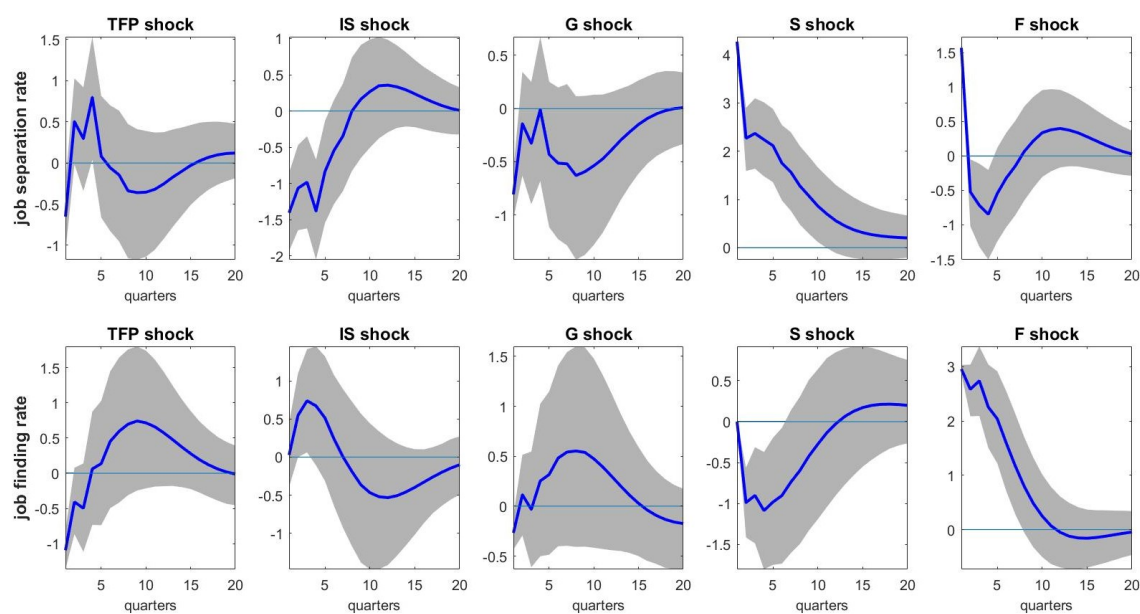 TFP shock IS shock G shock S shock F shock
job separation rate
1.5 1 0.5 0 -0.5 -1
1 0.5 0 -0.5 -1 -1.5 -2
0.5 0 -0.5 -1
4 3 2 1 0
1.5 1 0.5 0 -0.5 -1 -1.5
5 10 15 20 5 10 15 20 5 10 15 20 5 10 15 20 5 10 15 20
quarters quarters quarters quarters quarters
TFP shock IS shock G shock S shock F shock
job finding rate
1.5 1 0.5 0 -0.5 -1
1 0.5 0 -0.5 -1
1.5 1 0.5 0 -0.5
0.5 0 -0.5 -1 -1.5
3 2 1 0
5 10 15 20 5 10 15 20 5 10 15 20 5 10 15 20 5 10 15 20
quarters quarters quarters quarters quarters